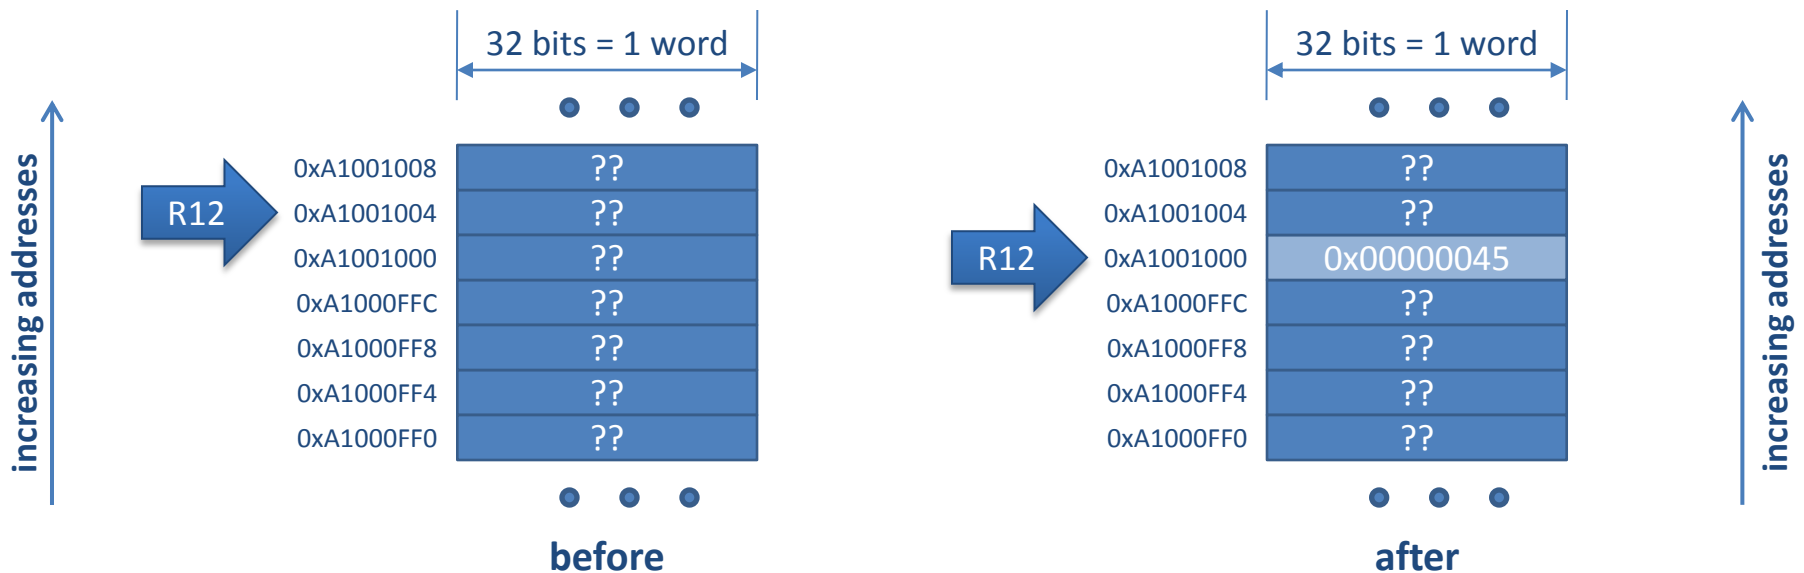 32 bits = 1 word
increasing addresses
R12
0xA1001008 ??
0xA1001004 ??
0xA1001000 ??
0xA1000FFC ??
0xA1000FF8 ??
0xA1000FF4 ??
0xA1000FF0 ??
before
32 bits = 1 word
R12
0xA1001008 ??
0xA1001004 ??
0xA1001000 0x00000045
0xA1000FFC ??
0xA1000FF8 ??
0xA1000FF4 ??
0xA1000FF0 ??
increasing addresses
after